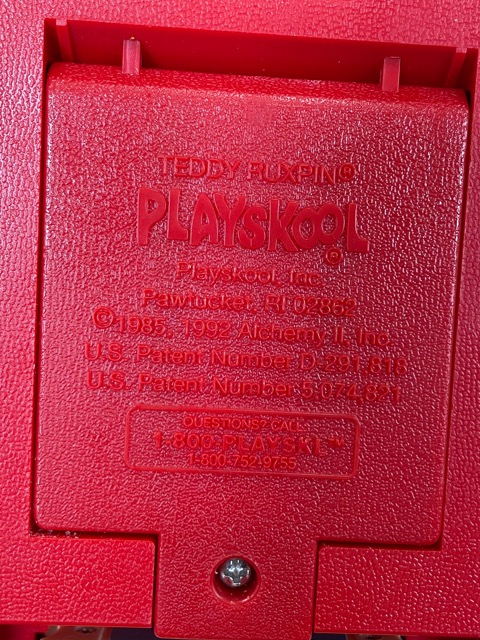 TEDDY RUXPIN®
PLAYSKOOL®
Playskool, Inc.
Pawtucket, RI 02862
©1985, 1992 Alchemy II, Inc.
U.S. Patent Number D-291,818
U.S. Patent Number 5,074,821
QUESTIONS? CALL:
1-800-PLAYSKL™
1-800-752-9755